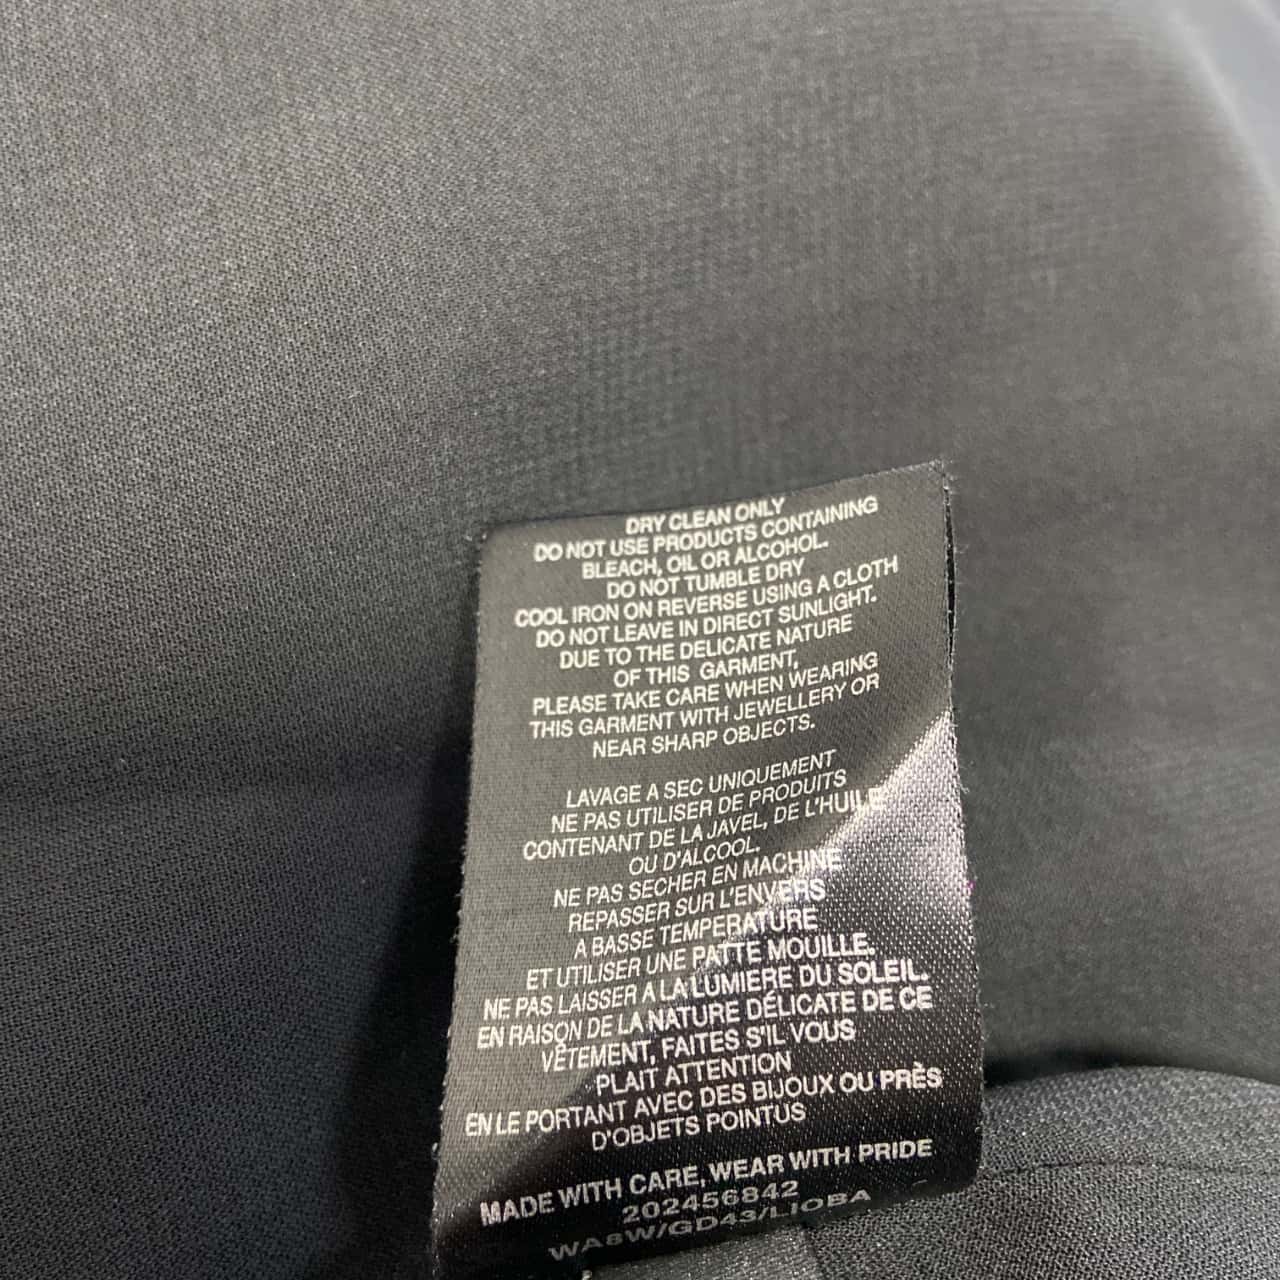 DRY CLEAN ONLY
DO NOT USE PRODUCTS CONTAINING
BLEACH, OIL OR ALCOHOL.
DO NOT TUMBLE DRY
COOL IRON ON REVERSE USING A CLOTH
DO NOT LEAVE IN DIRECT SUNLIGHT.
DUE TO THE DELICATE NATURE
OF THIS GARMENT,
PLEASE TAKE CARE WHEN WEARING
THIS GARMENT WITH JEWELLERY OR
NEAR SHARP OBJECTS.
LAVAGE A SEC UNIQUEMENT
NE PAS UTILISER DE PRODUITS
CONTENANT DE LA JAVEL, DE L'HUILE
OU D'ALCOOL.
NE PAS SECHER EN MACHINE
REPASSER SUR L'ENVERS
A BASSE TEMPERATURE
ET UTILISER UNE PATTE MOUILLE.
NE PAS LAISSER A LA LUMIERE DU SOLEIL.
EN RAISON DE LA NATURE DÉLICATE DE CE
VÊTEMENT, FAITES S'IL VOUS
PLAIT ATTENTION
EN LE PORTANT AVEC DES BIJOUX OU PRÈS
D'OBJETS POINTUS
MADE WITH CARE, WEAR WITH PRIDE
202456842
WA8W/GD43/LIOBA